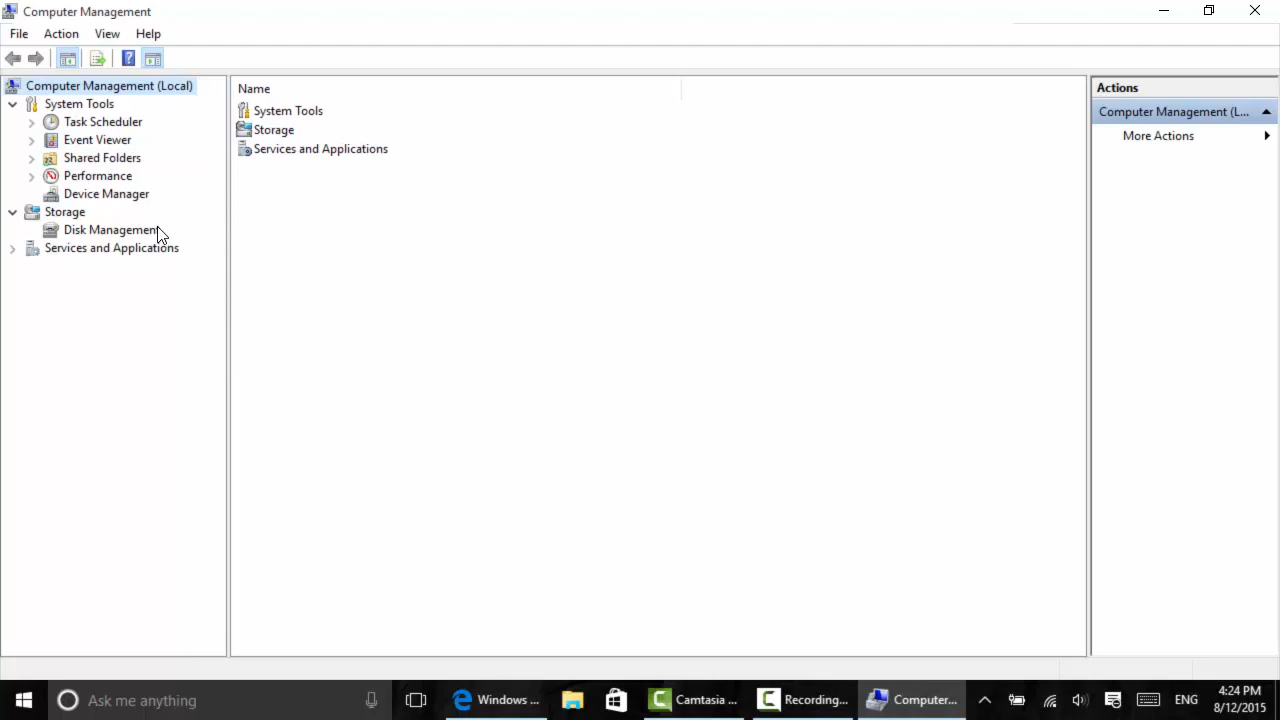 Computer Management
File Action View Help
Computer Management (Local)
System Tools
Task Scheduler
Event Viewer
Shared Folders
Performance
Device Manager
Storage
Disk Management
Services and Applications
Name
System Tools
Storage
Services and Applications
Actions
Computer Management (L...
More Actions
Ask me anything
Windows ...
Camtasia ...
Recording...
Computer...
ENG
4:24 PM
8/12/2015